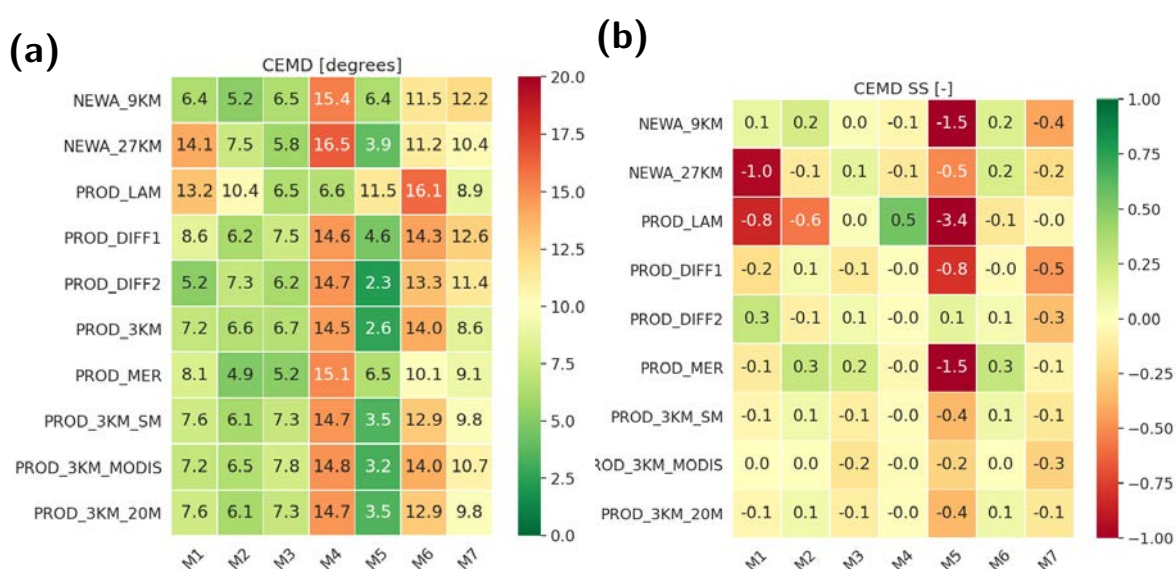 (a)
CEMD [degrees]
NEWA_9KM 6.4 5.2 6.5 15.4 6.4 11.5 12.2
NEWA_27KM 14.1 7.5 5.8 16.5 3.9 11.2 10.4
PROD_LAM 13.2 10.4 6.5 6.6 11.5 16.1 8.9
PROD_DIFF1 8.6 6.2 7.5 14.6 4.6 14.3 12.6
PROD_DIFF2 5.2 7.3 6.2 14.7 2.3 13.3 11.4
PROD_3KM 7.2 6.6 6.7 14.5 2.6 14.0 8.6
PROD_MER 8.1 4.9 5.2 15.1 6.5 10.1 9.1
PROD_3KM_SM 7.6 6.1 7.3 14.7 3.5 12.9 9.8
PROD_3KM_MODIS 7.2 6.5 7.8 14.8 3.2 14.0 10.7
PROD_3KM_20M 7.6 6.1 7.3 14.7 3.5 12.9 9.8
M1 M2 M3 M4 M5 M6 M7
20.0
17.5
15.0
12.5
10.0
7.5
5.0
2.5
0.0
(b)
CEMD SS [-]
NEWA_9KM 0.1 0.2 0.0 -0.1 -1.5 0.2 -0.4
NEWA_27KM -1.0 -0.1 0.1 -0.1 -0.5 0.2 -0.2
PROD_LAM -0.8 -0.6 0.0 0.5 -3.4 -0.1 -0.0
PROD_DIFF1 -0.2 0.1 -0.1 -0.0 -0.8 -0.0 -0.5
PROD_DIFF2 0.3 -0.1 0.1 -0.0 0.1 0.1 -0.3
PROD_MER -0.1 0.3 0.2 -0.0 -1.5 0.3 -0.1
PROD_3KM_SM -0.1 0.1 -0.1 -0.0 -0.4 0.1 -0.1
ROD_3KM_MODIS 0.0 0.0 -0.2 -0.0 -0.2 0.0 -0.3
PROD_3KM_20M -0.1 0.1 -0.1 -0.0 -0.4 0.1 -0.1
M1 M2 M3 M4 M5 M6 M7
1.00
0.75
0.50
0.25
0.00
−0.25
−0.50
−0.75
−1.00